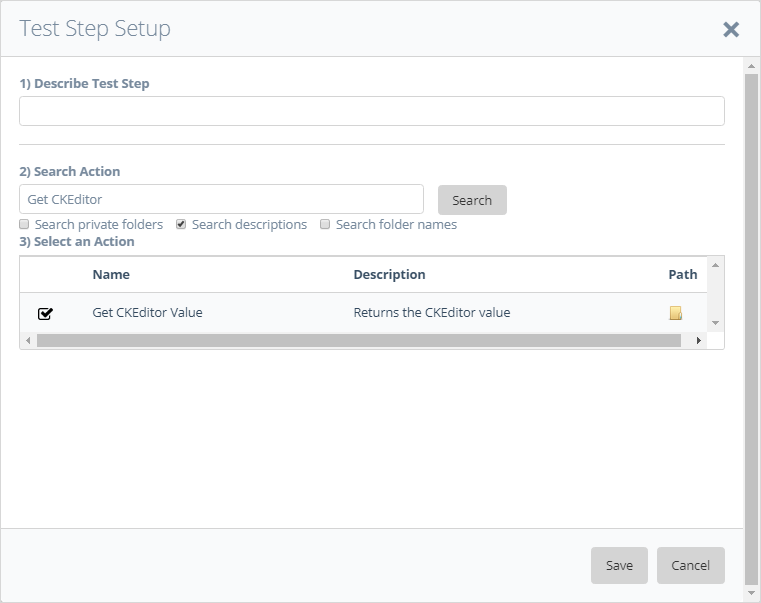 Test Step Setup
1) Describe Test Step
2) Search Action
Get CKEditor Search
Search private folders Search descriptions Search folder names
3) Select an Action
Name Description Path
Get CKEditor Value Returns the CKEditor value
Save Cancel